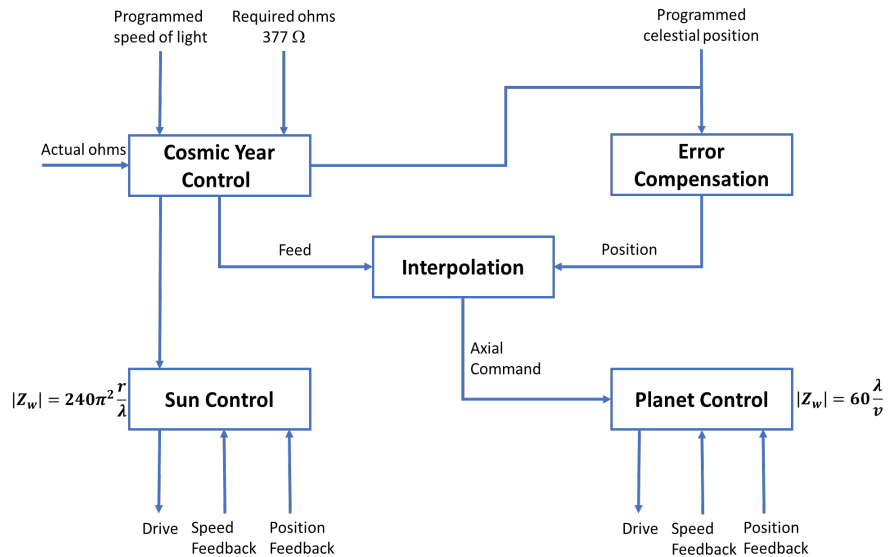 Programmed
speed of light
Required ohms
377 Ω
Programmed
celestial position
Actual ohms
Cosmic Year
Control
Error
Compensation
Feed
Interpolation
Position
Axial
Command
|Z_w| = 240π² r/λ
Sun Control
Planet Control
|Z_w| = 60 λ/v
Drive
Speed
Feedback
Position
Feedback
Drive
Speed
Feedback
Position
Feedback